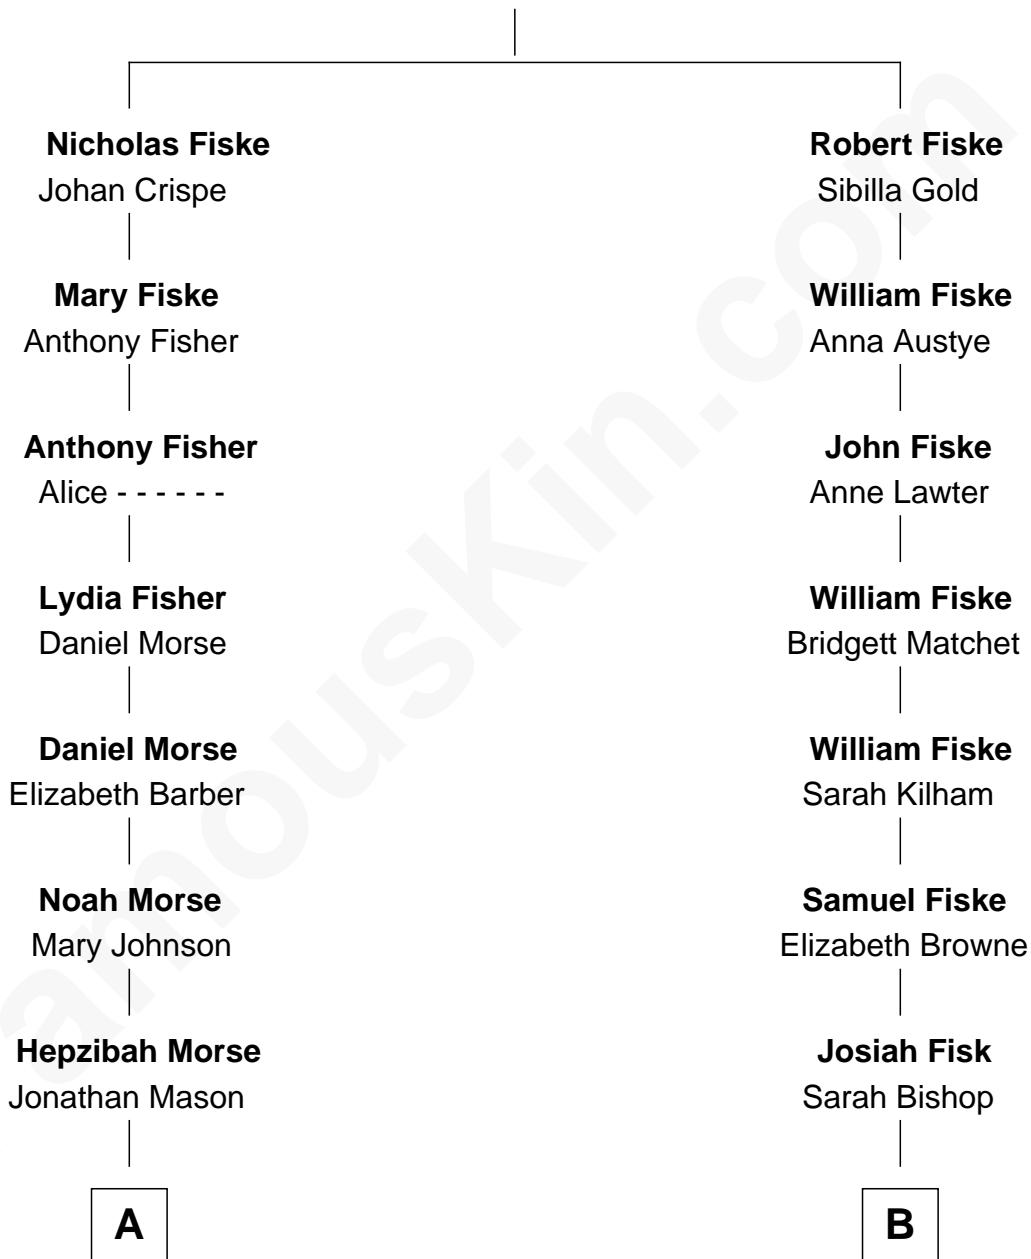 Nicholas Fiske
Johan Crispe
Robert Fiske
Sibilla Gold
Mary Fiske
Anthony Fisher
William Fiske
Anna Austye
Anthony Fisher
Alice - - - - - -
John Fiske
Anne Lawter
Lydia Fisher
Daniel Morse
William Fiske
Bridgett Matchet
Daniel Morse
Elizabeth Barber
William Fiske
Sarah Kilham
Noah Morse
Mary Johnson
Samuel Fiske
Elizabeth Browne
Hepzibah Morse
Jonathan Mason
Josiah Fisk
Sarah Bishop
A
B
amousKin.com